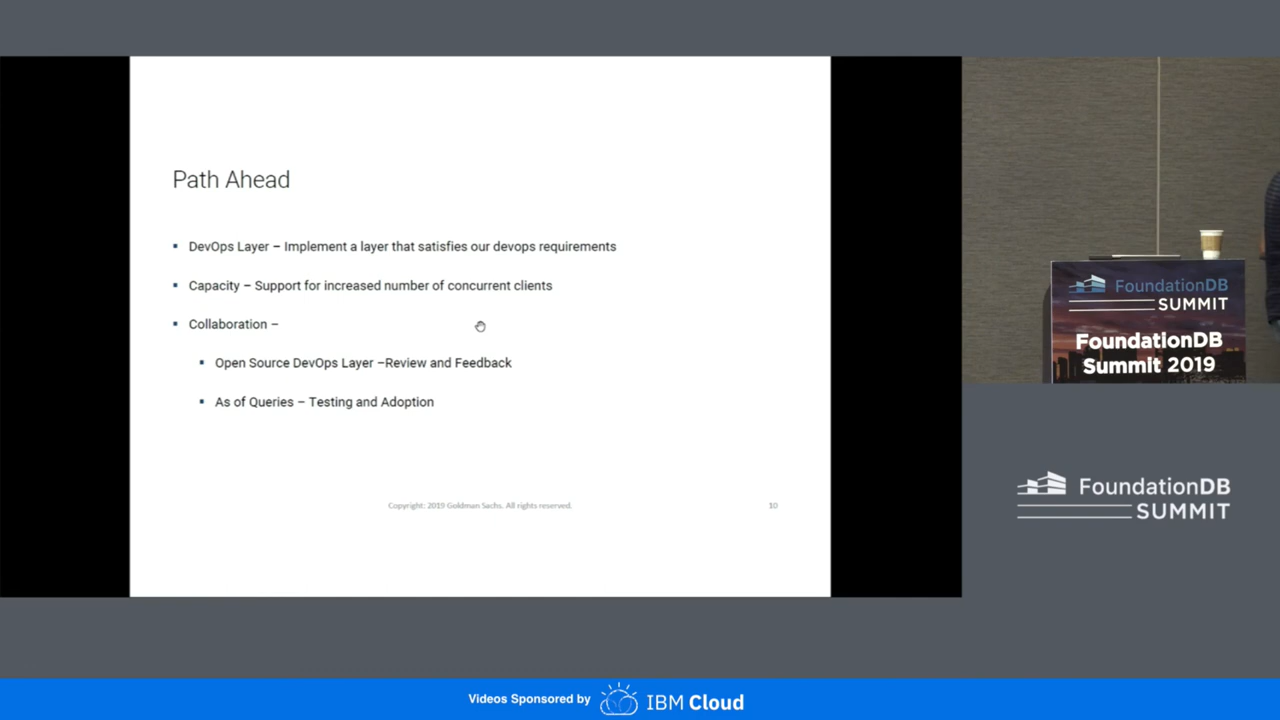 Path Ahead
▪ DevOps Layer – Implement a layer that satisfies our devops requirements
▪ Capacity – Support for increased number of concurrent clients
▪ Collaboration –
▪ Open Source DevOps Layer –Review and Feedback
▪ As of Queries – Testing and Adoption
Copyright: 2019 Goldman Sachs. All rights reserved.
10
FoundationDB
SUMMIT
FoundationDB
Summit 2019
FoundationDB
SUMMIT
Videos Sponsored by IBM Cloud